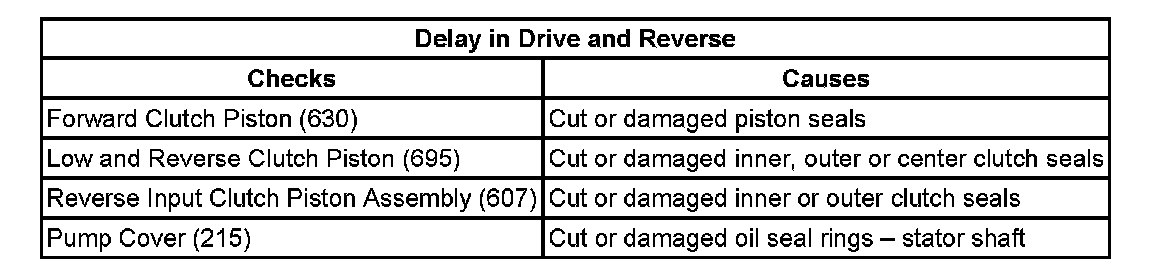 Delay in Drive and Reverse
Checks Causes
Forward Clutch Piston (630) Cut or damaged piston seals
Low and Reverse Clutch Piston (695) Cut or damaged inner, outer or center clutch seals
Reverse Input Clutch Piston Assembly (607) Cut or damaged inner or outer clutch seals
Pump Cover (215) Cut or damaged oil seal rings – stator shaft